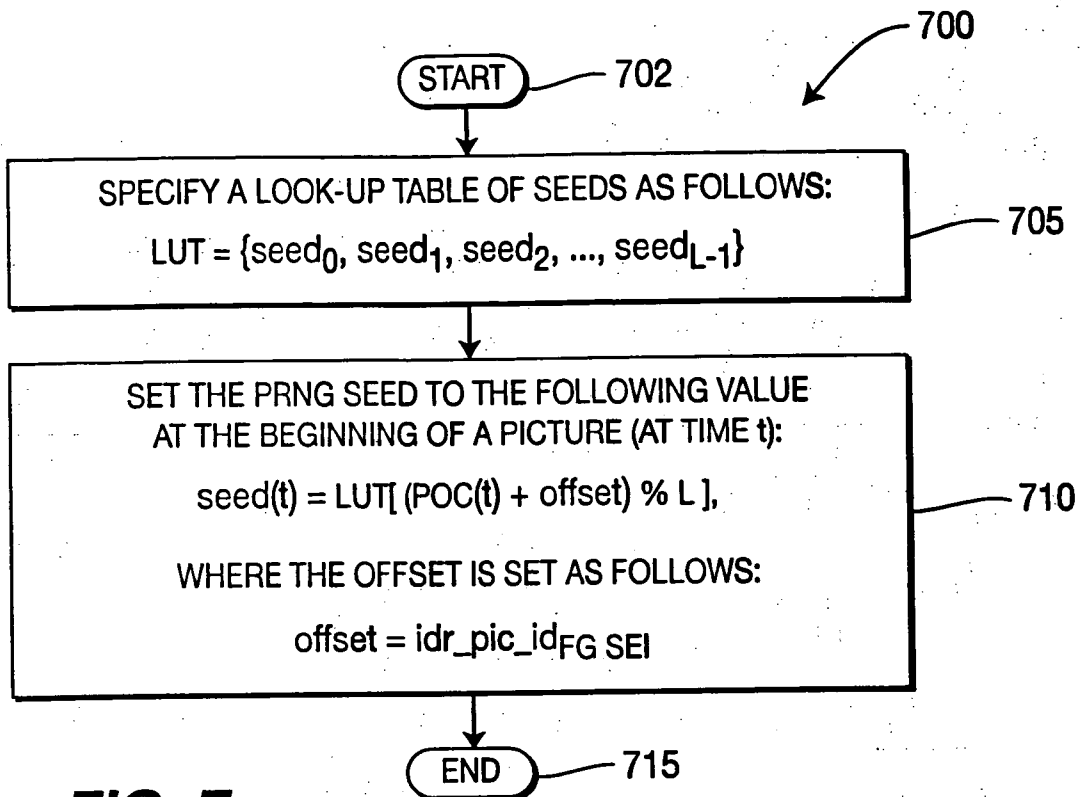 700
START
702
SPECIFY A LOOK-UP TABLE OF SEEDS AS FOLLOWS:
LUT = {seed0, seed1, seed2, ..., seedL-1}
705
SET THE PRNG SEED TO THE FOLLOWING VALUE
AT THE BEGINNING OF A PICTURE (AT TIME t):
seed(t) = LUT[ (POC(t) + offset) % L ],
710
WHERE THE OFFSET IS SET AS FOLLOWS:
offset = idr_pic_idFG SEI
END
715